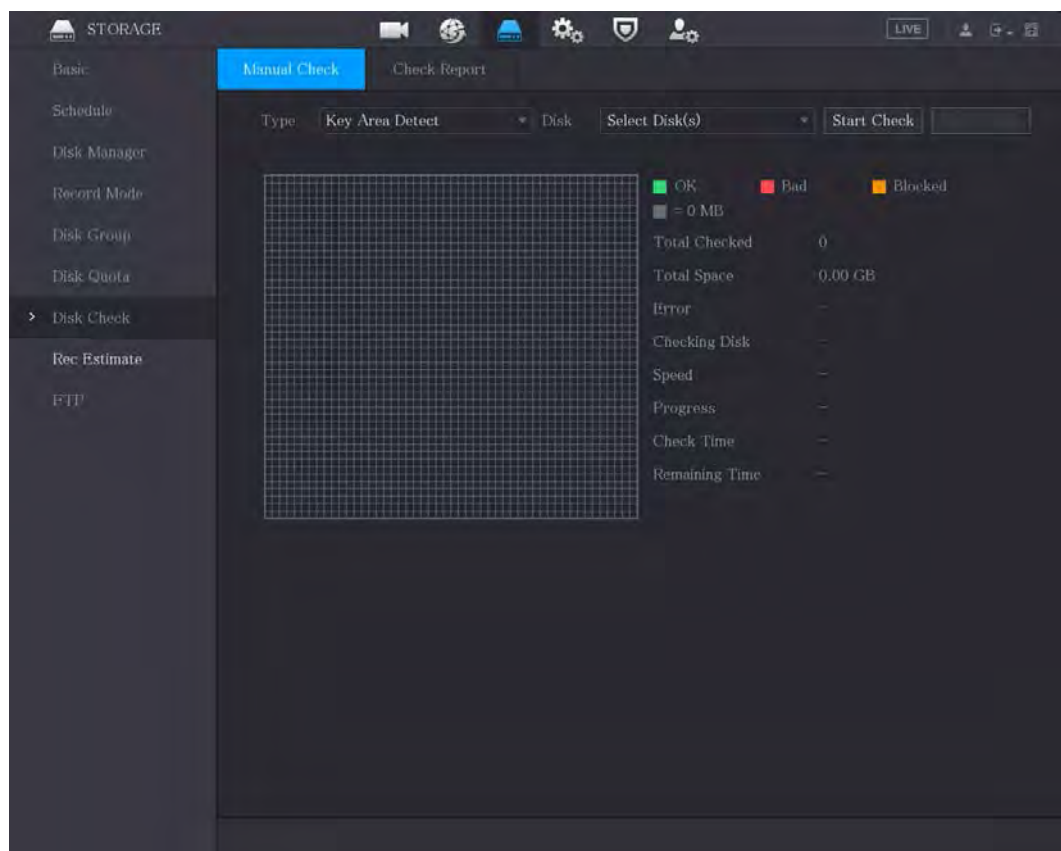 STORAGE
LIVE
Basic
Manual Check
Check Report
Schedule
Type
Key Area Detect
Disk
Select Disk(s)
Start Check
Disk Manager
Record Mode
OK
Bad
Blocked
= 0 MB
Disk Group
Total Checked 0
Disk Quota
Total Space 0.00 GB
Error –
Disk Check
Checking Disk –
Rec Estimate
Speed –
FTP
Progress –
Check Time –
Remaining Time –